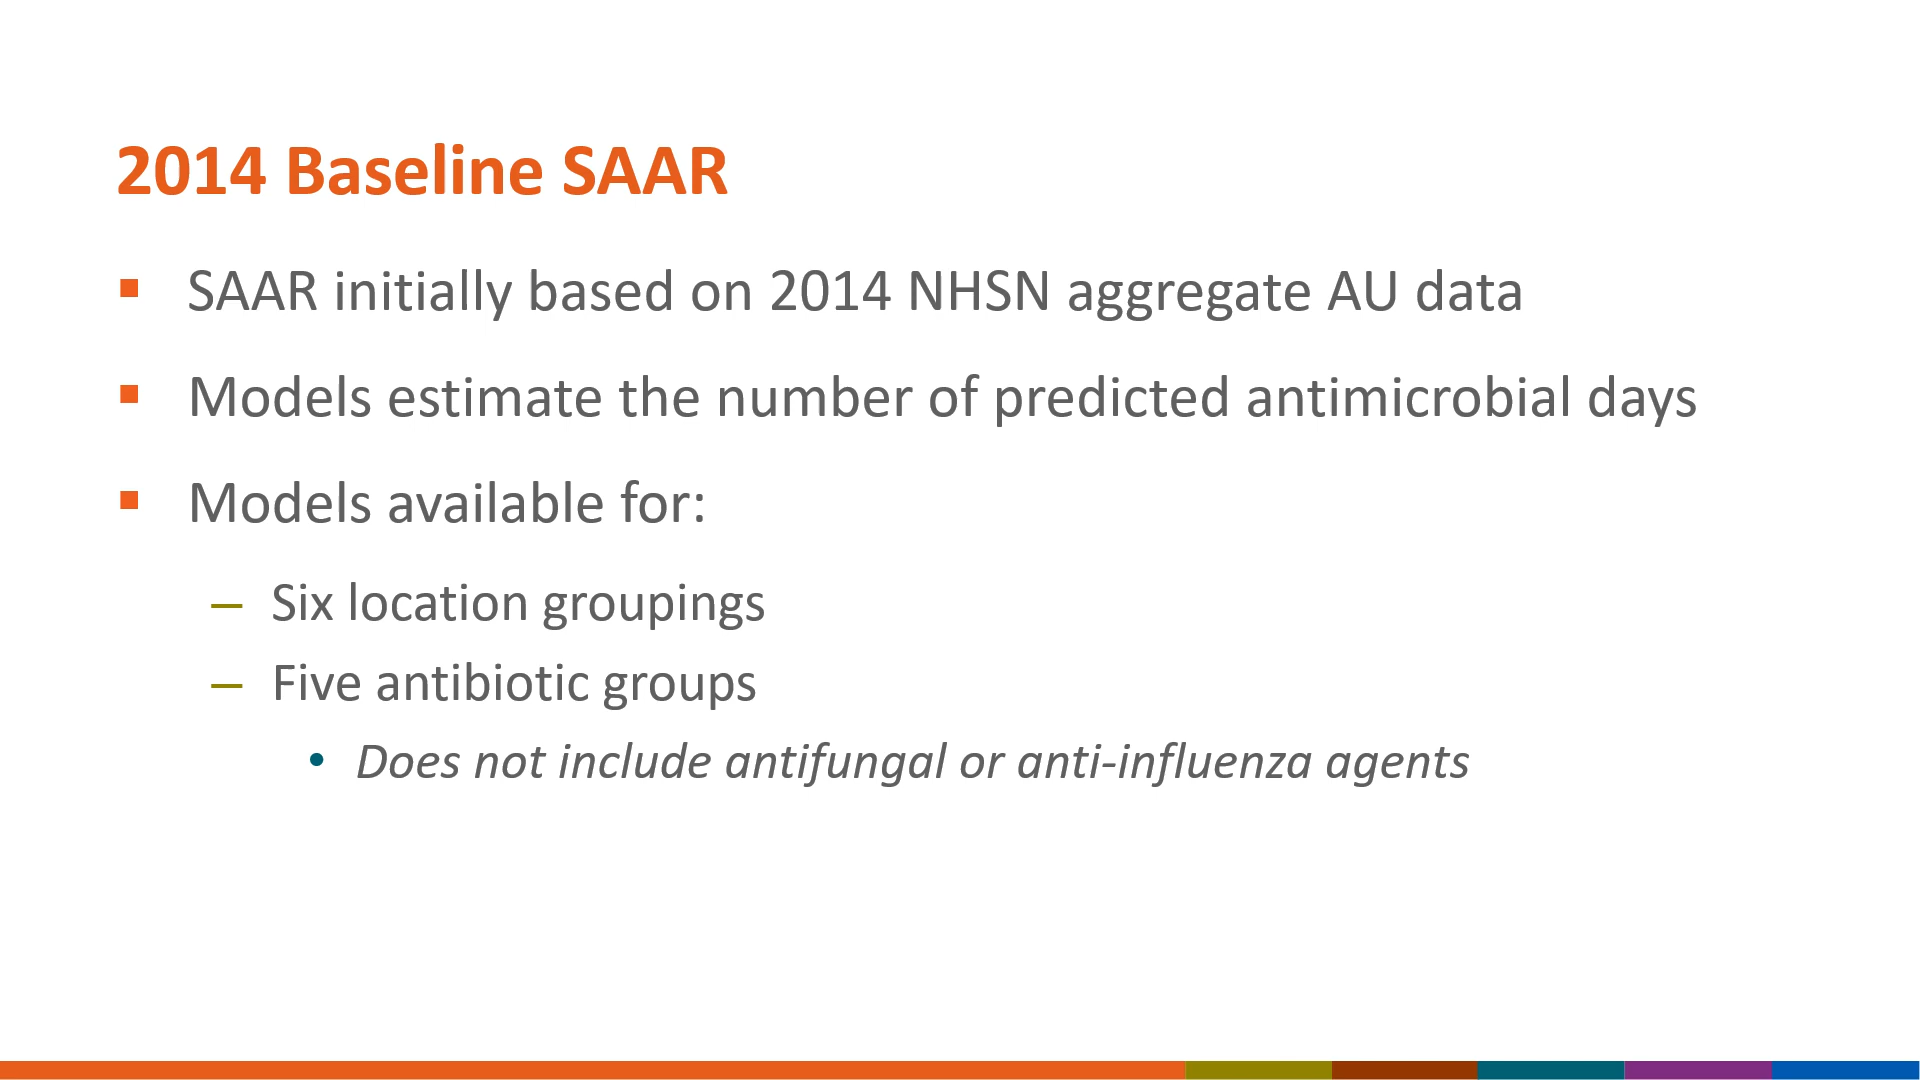 2014 Baseline SAAR
▪ SAAR initially based on 2014 NHSN aggregate AU data
▪ Models estimate the number of predicted antimicrobial days
▪ Models available for:
– Six location groupings
– Five antibiotic groups
• Does not include antifungal or anti-influenza agents